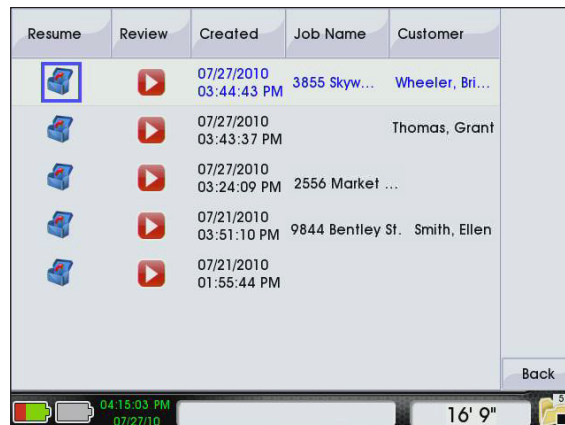 Resume Review Created Job Name Customer
07/27/2010
03:44:43 PM 3855 Skyw... Wheeler, Bri...
07/27/2010
03:43:37 PM Thomas, Grant
07/27/2010
03:24:09 PM 2556 Market ...
07/21/2010
03:51:10 PM 9844 Bentley St. Smith, Ellen
07/21/2010
01:55:44 PM
Back
04:15:03 PM
07/27/10
16' 9"
5